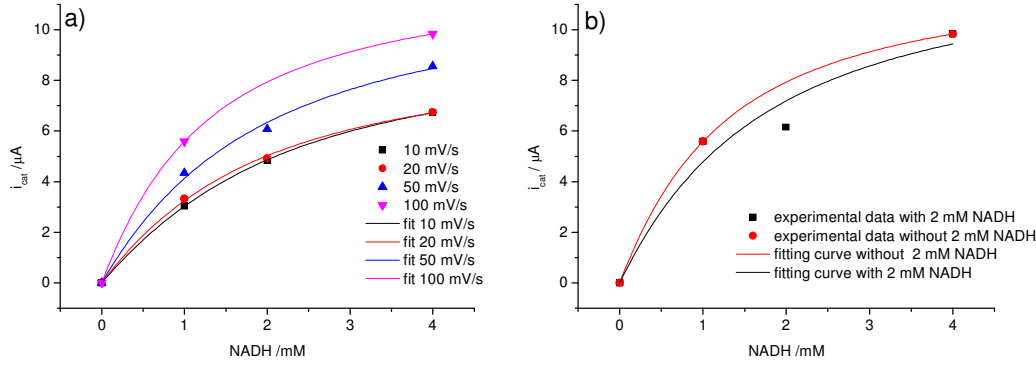 a)
10
8
6
4
2
0
i_cat /µA
10 mV/s
20 mV/s
50 mV/s
100 mV/s
fit 10 mV/s
fit 20 mV/s
fit 50 mV/s
fit 100 mV/s
0 1 2 3 4
NADH /mM
b)
10
8
6
4
2
0
i_cat /µA
experimental data with 2 mM NADH
experimental data without 2 mM NADH
fitting curve without 2 mM NADH
fitting curve with 2 mM NADH
0 1 2 3 4
NADH /mM